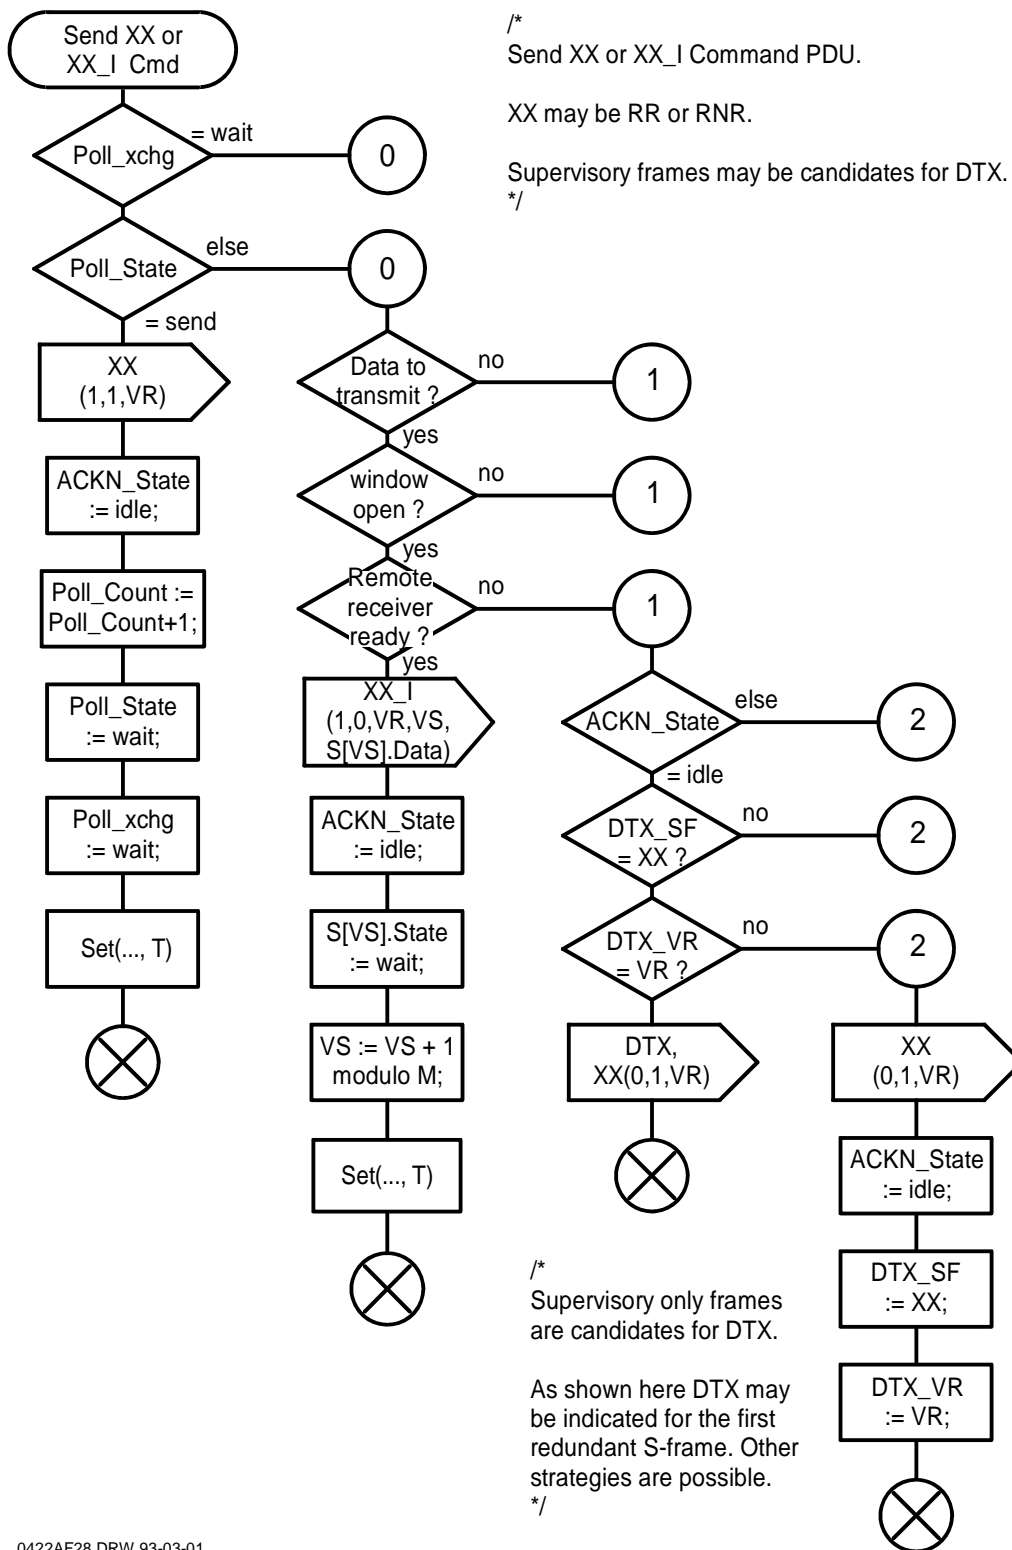 Send XX or
XX_I Cmd
/*
Send XX or XX_I Command PDU.
XX may be RR or RNR.
Supervisory frames may be candidates for DTX.
*/
Poll_xchg
= wait
0
Poll_State
else
0
= send
XX
(1,1,VR)
ACKN_State
:= idle;
Poll_Count :=
Poll_Count+1;
Poll_State
:= wait;
Poll_xchg
:= wait;
Set(..., T)
Data to
transmit ?
no
1
yes
window
open ?
no
1
yes
Remote
receiver
ready ?
no
1
yes
XX_I
(1,0,VR,VS,
S[VS].Data)
ACKN_State
:= idle;
S[VS].State
:= wait;
VS := VS + 1
modulo M;
Set(..., T)
ACKN_State
else
2
= idle
DTX_SF
= XX ?
no
2
DTX_VR
= VR ?
no
2
DTX,
XX(0,1,VR)
XX
(0,1,VR)
ACKN_State
:= idle;
DTX_SF
:= XX;
DTX_VR
:= VR;
/*
Supervisory only frames
are candidates for DTX.
As shown here DTX may
be indicated for the first
redundant S-frame. Other
strategies are possible.
*/
0422AF28.DRW 93-03-01